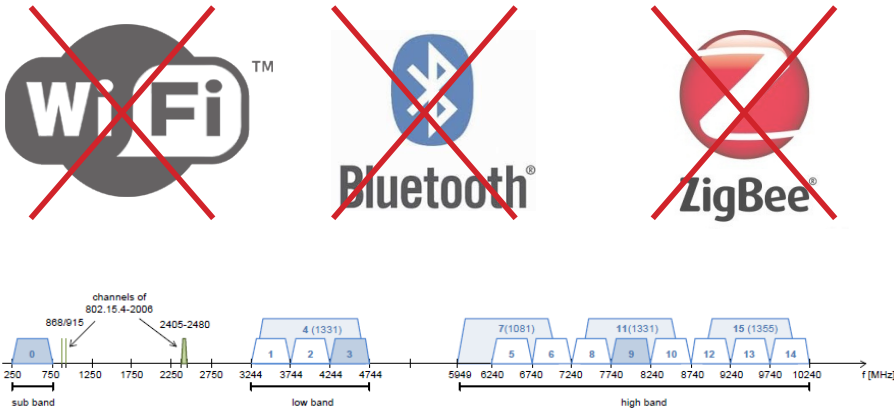 Wi Fi TM
Bluetooth®
ZigBee®
channels of
802.15.4-2006
868/915
2405-2480
4 (1331)
7(1081)
11(1331)
15 (1355)
0
1
2
3
5
6
8
9
10
12
13
14
250 750 1250 1750 2250 2750 3244 3744 4244 4744 5949 6240 6740 7240 7740 8240 8740 9240 9740 10240 f [MHz]
sub band
low band
high band